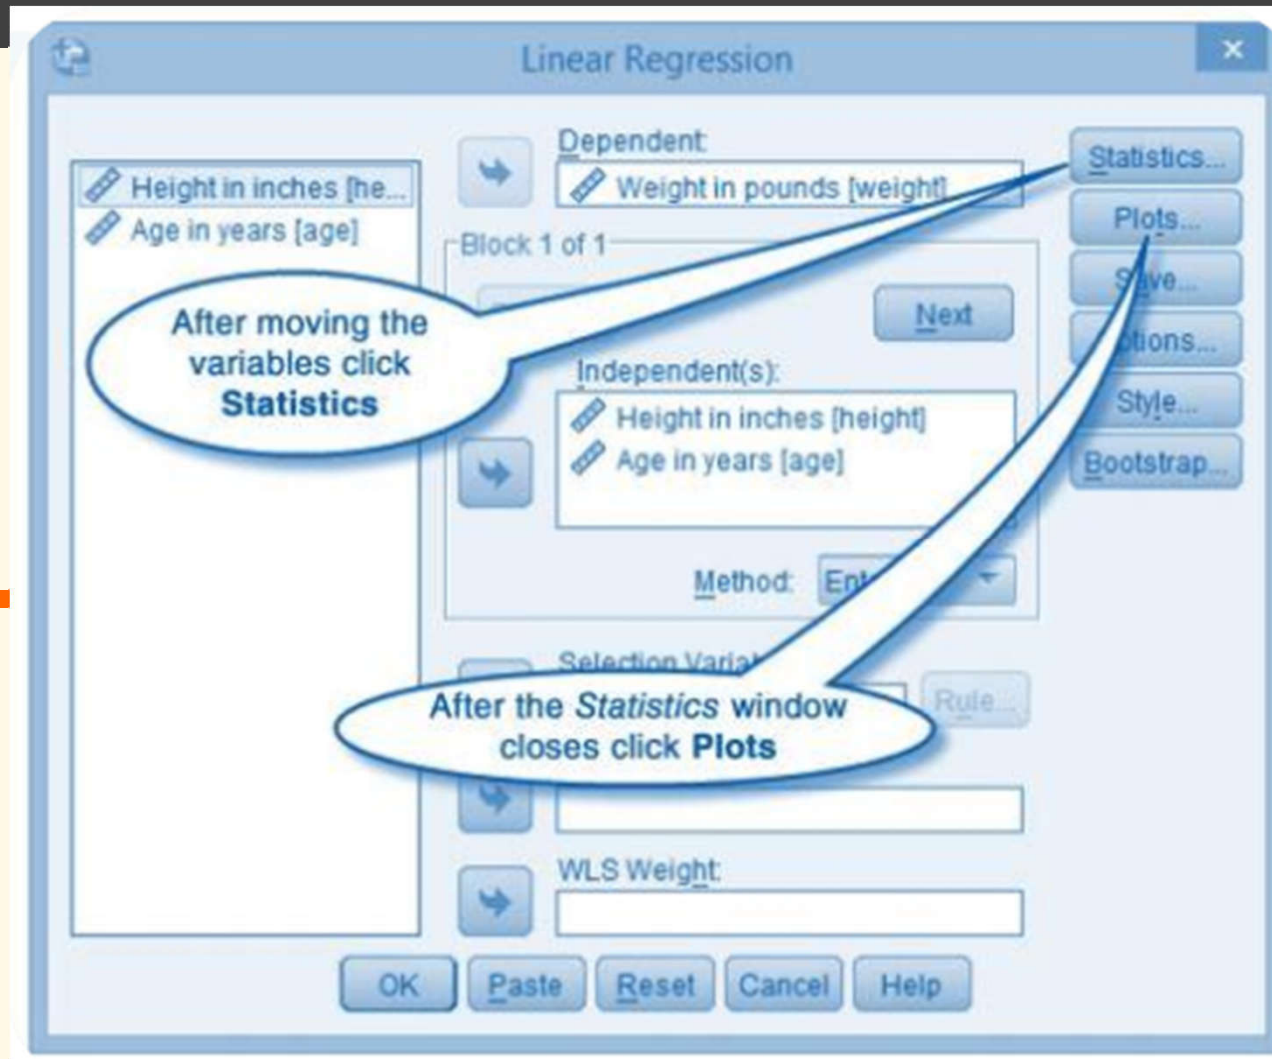 Linear Regression
Height in inches [he...
Age in years [age]
Dependent:
Weight in pounds [weight]
Block 1 of 1
Next
Independent(s):
Height in inches [height]
Age in years [age]
Method:
Statistics...
Plots...
Style...
Bootstrap...
After moving the
variables click
Statistics
Selection
Rule...
After the Statistics window
closes click Plots
WLS Weight:
OK
Paste
Reset
Cancel
Help